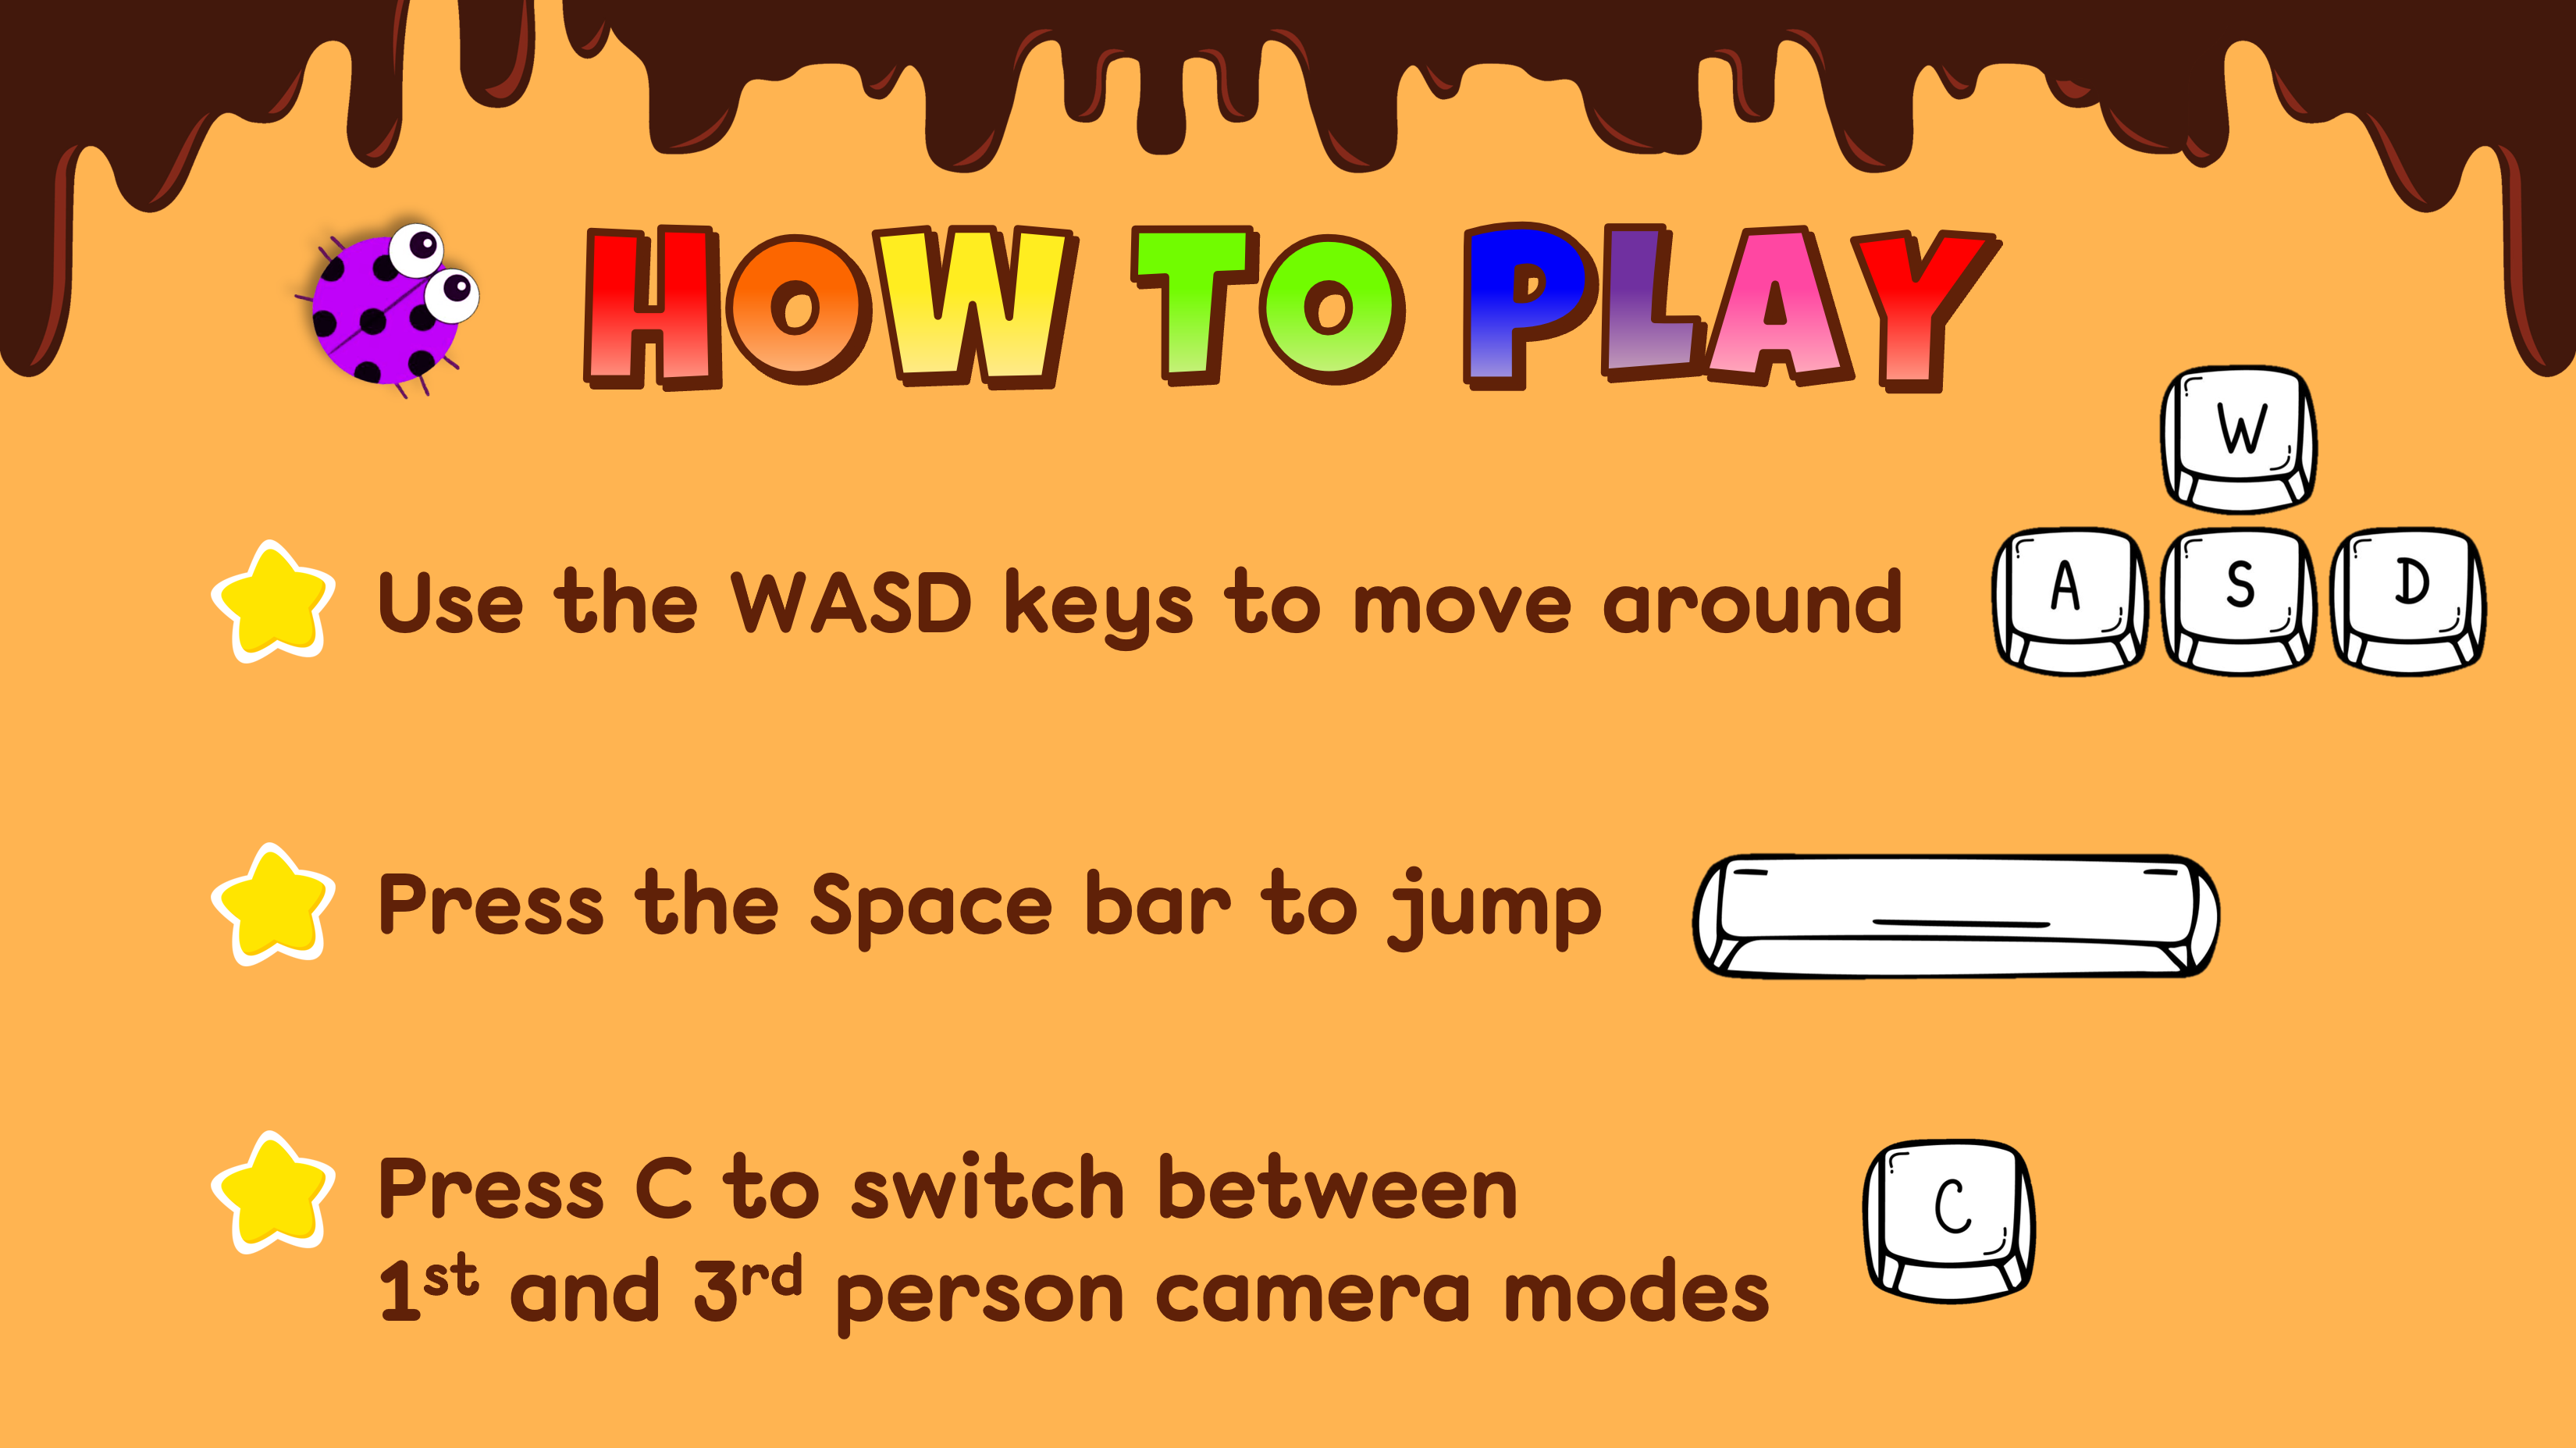 HOW TO PLAY
W
Use the WASD keys to move around
A S D
Press the Space bar to jump
Press C to switch between
1st and 3rd person camera modes
C